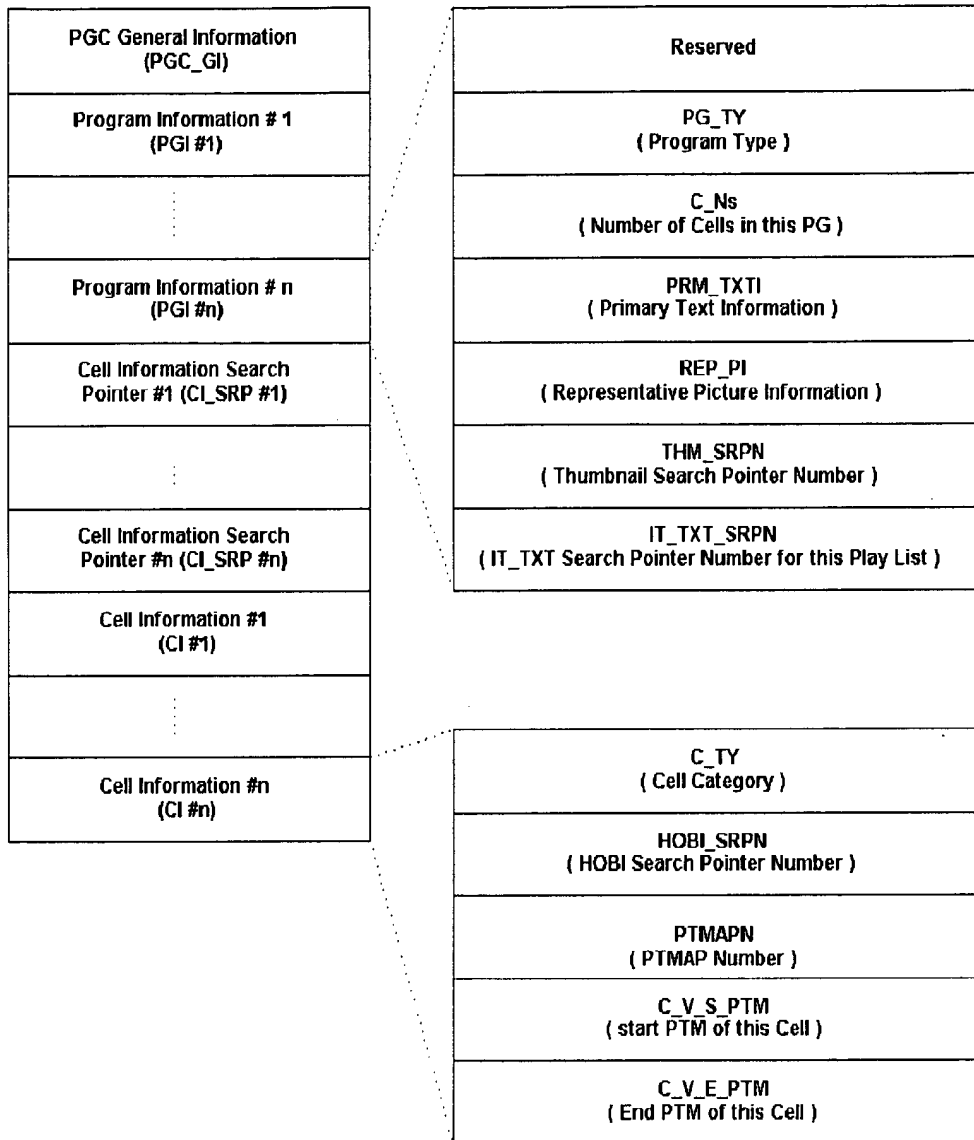 PGC General Information
(PGC_GI)
Program Information # 1
(PGI #1)
Program Information # n
(PGI #n)
Cell Information Search
Pointer #1 (CI_SRP #1)
Cell Information Search
Pointer #n (CI_SRP #n)
Cell Information #1
(CI #1)
Cell Information #n
(CI #n)
Reserved
PG_TY
( Program Type )
C_Ns
( Number of Cells in this PG )
PRM_TXTI
( Primary Text Information )
REP_PI
( Representative Picture Information )
THM_SRPN
( Thumbnail Search Pointer Number )
IT_TXT_SRPN
( IT_TXT Search Pointer Number for this Play List )
C_TY
( Cell Category )
HOBI_SRPN
( HOBI Search Pointer Number )
PTMAPN
( PTMAP Number )
C_V_S_PTM
( start PTM of this Cell )
C_V_E_PTM
( End PTM of this Cell )